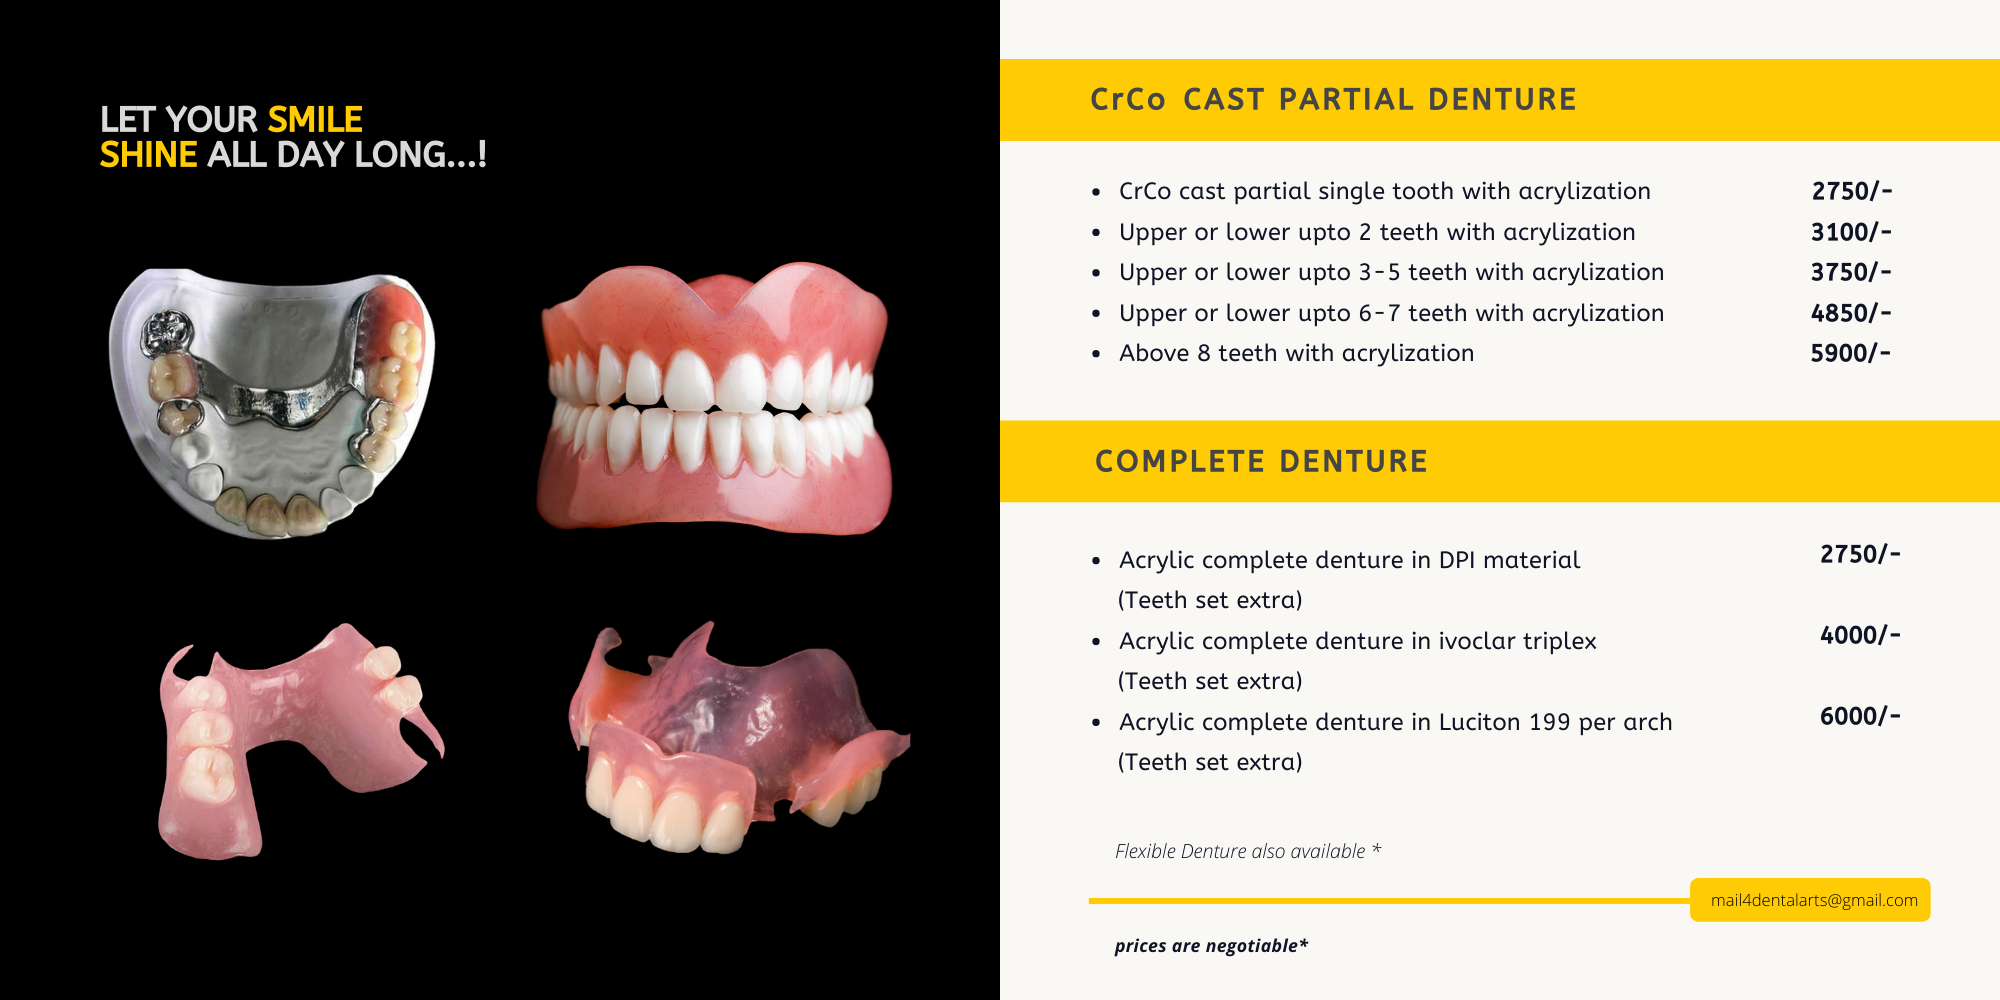 LET YOUR SMILE
SHINE ALL DAY LONG...!
CrCo CAST PARTIAL DENTURE
• CrCo cast partial single tooth with acrylization 2750/-
• Upper or lower upto 2 teeth with acrylization 3100/-
• Upper or lower upto 3-5 teeth with acrylization 3750/-
• Upper or lower upto 6-7 teeth with acrylization 4850/-
• Above 8 teeth with acrylization 5900/-
COMPLETE DENTURE
• Acrylic complete denture in DPI material 2750/-
(Teeth set extra)
• Acrylic complete denture in ivoclar triplex 4000/-
(Teeth set extra)
• Acrylic complete denture in Luciton 199 per arch 6000/-
(Teeth set extra)
Flexible Denture also available *
mail4dentalarts@gmail.com
prices are negotiable*